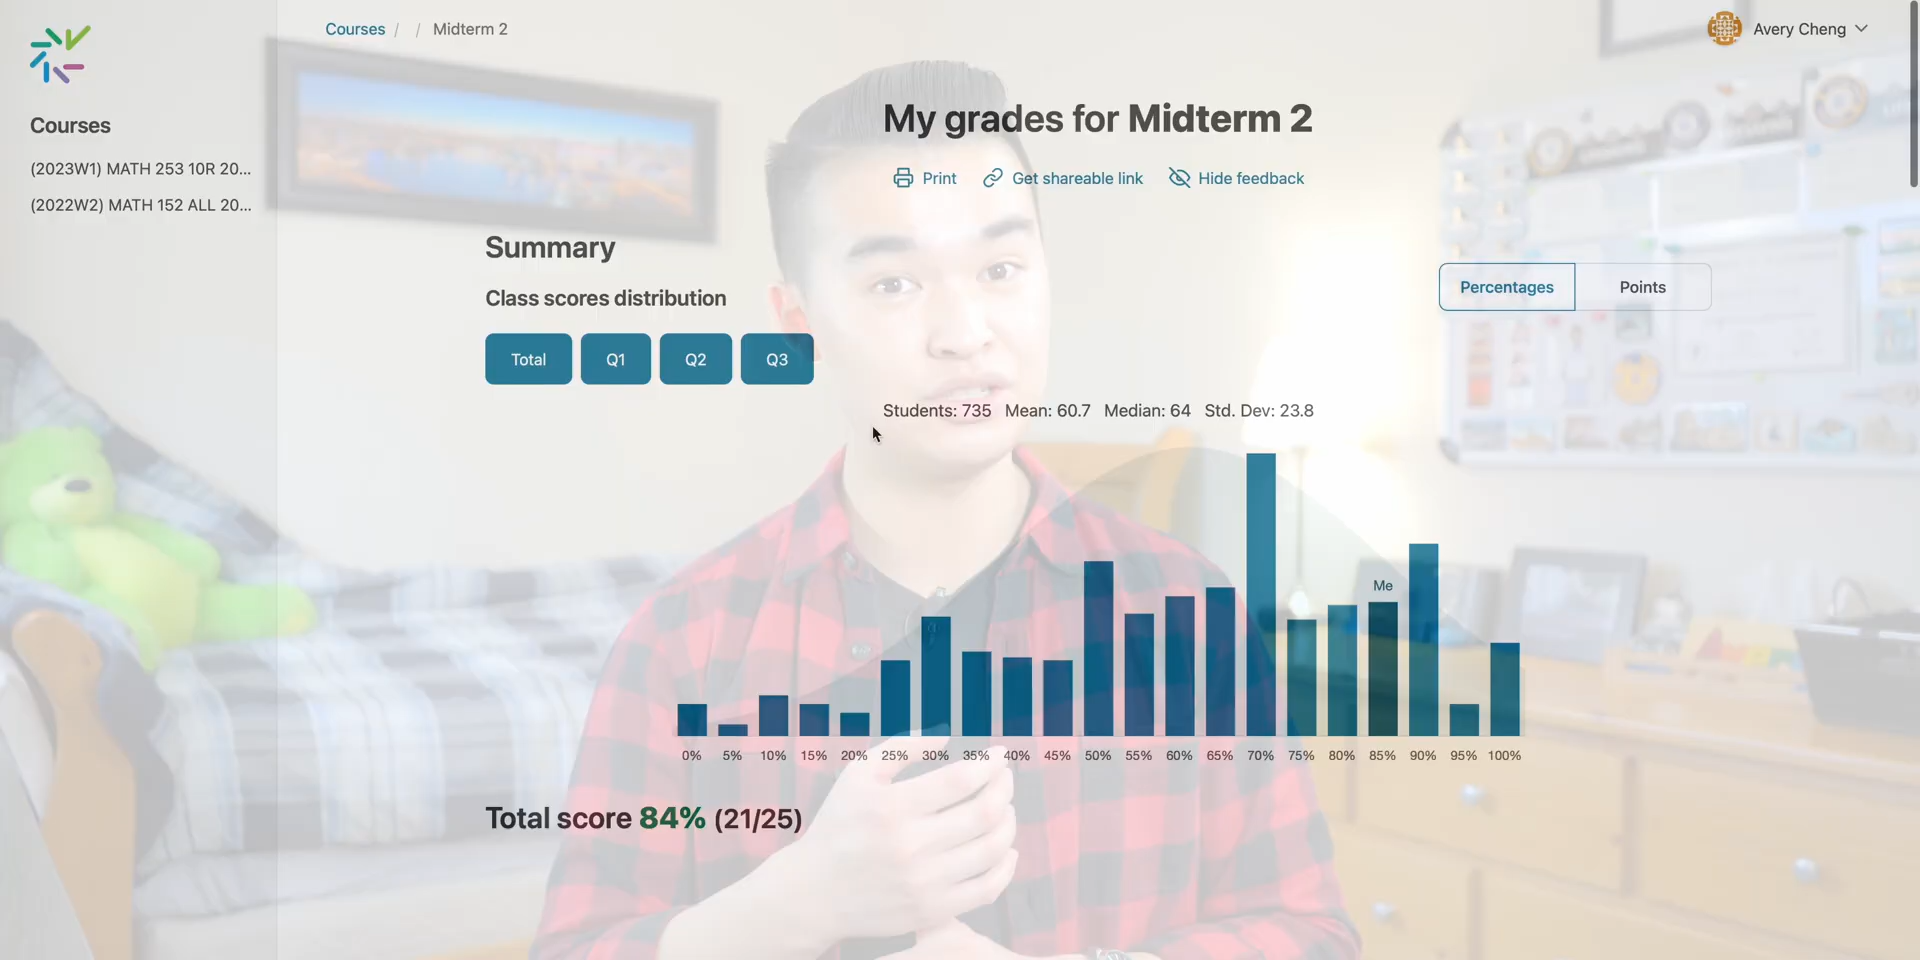 Courses / / Midterm 2
Avery Cheng
Courses
(2023W1) MATH 253 10R 20...
(2022W2) MATH 152 ALL 20...
My grades for Midterm 2
Print Get shareable link Hide feedback
Summary
Class scores distribution
Percentages Points
Total Q1 Q2 Q3
Students: 735 Mean: 60.7 Median: 64 Std. Dev: 23.8
Me
0% 5% 10% 15% 20% 25% 30% 35% 40% 45% 50% 55% 60% 65% 70% 75% 80% 85% 90% 95% 100%
Total score 84% (21/25)